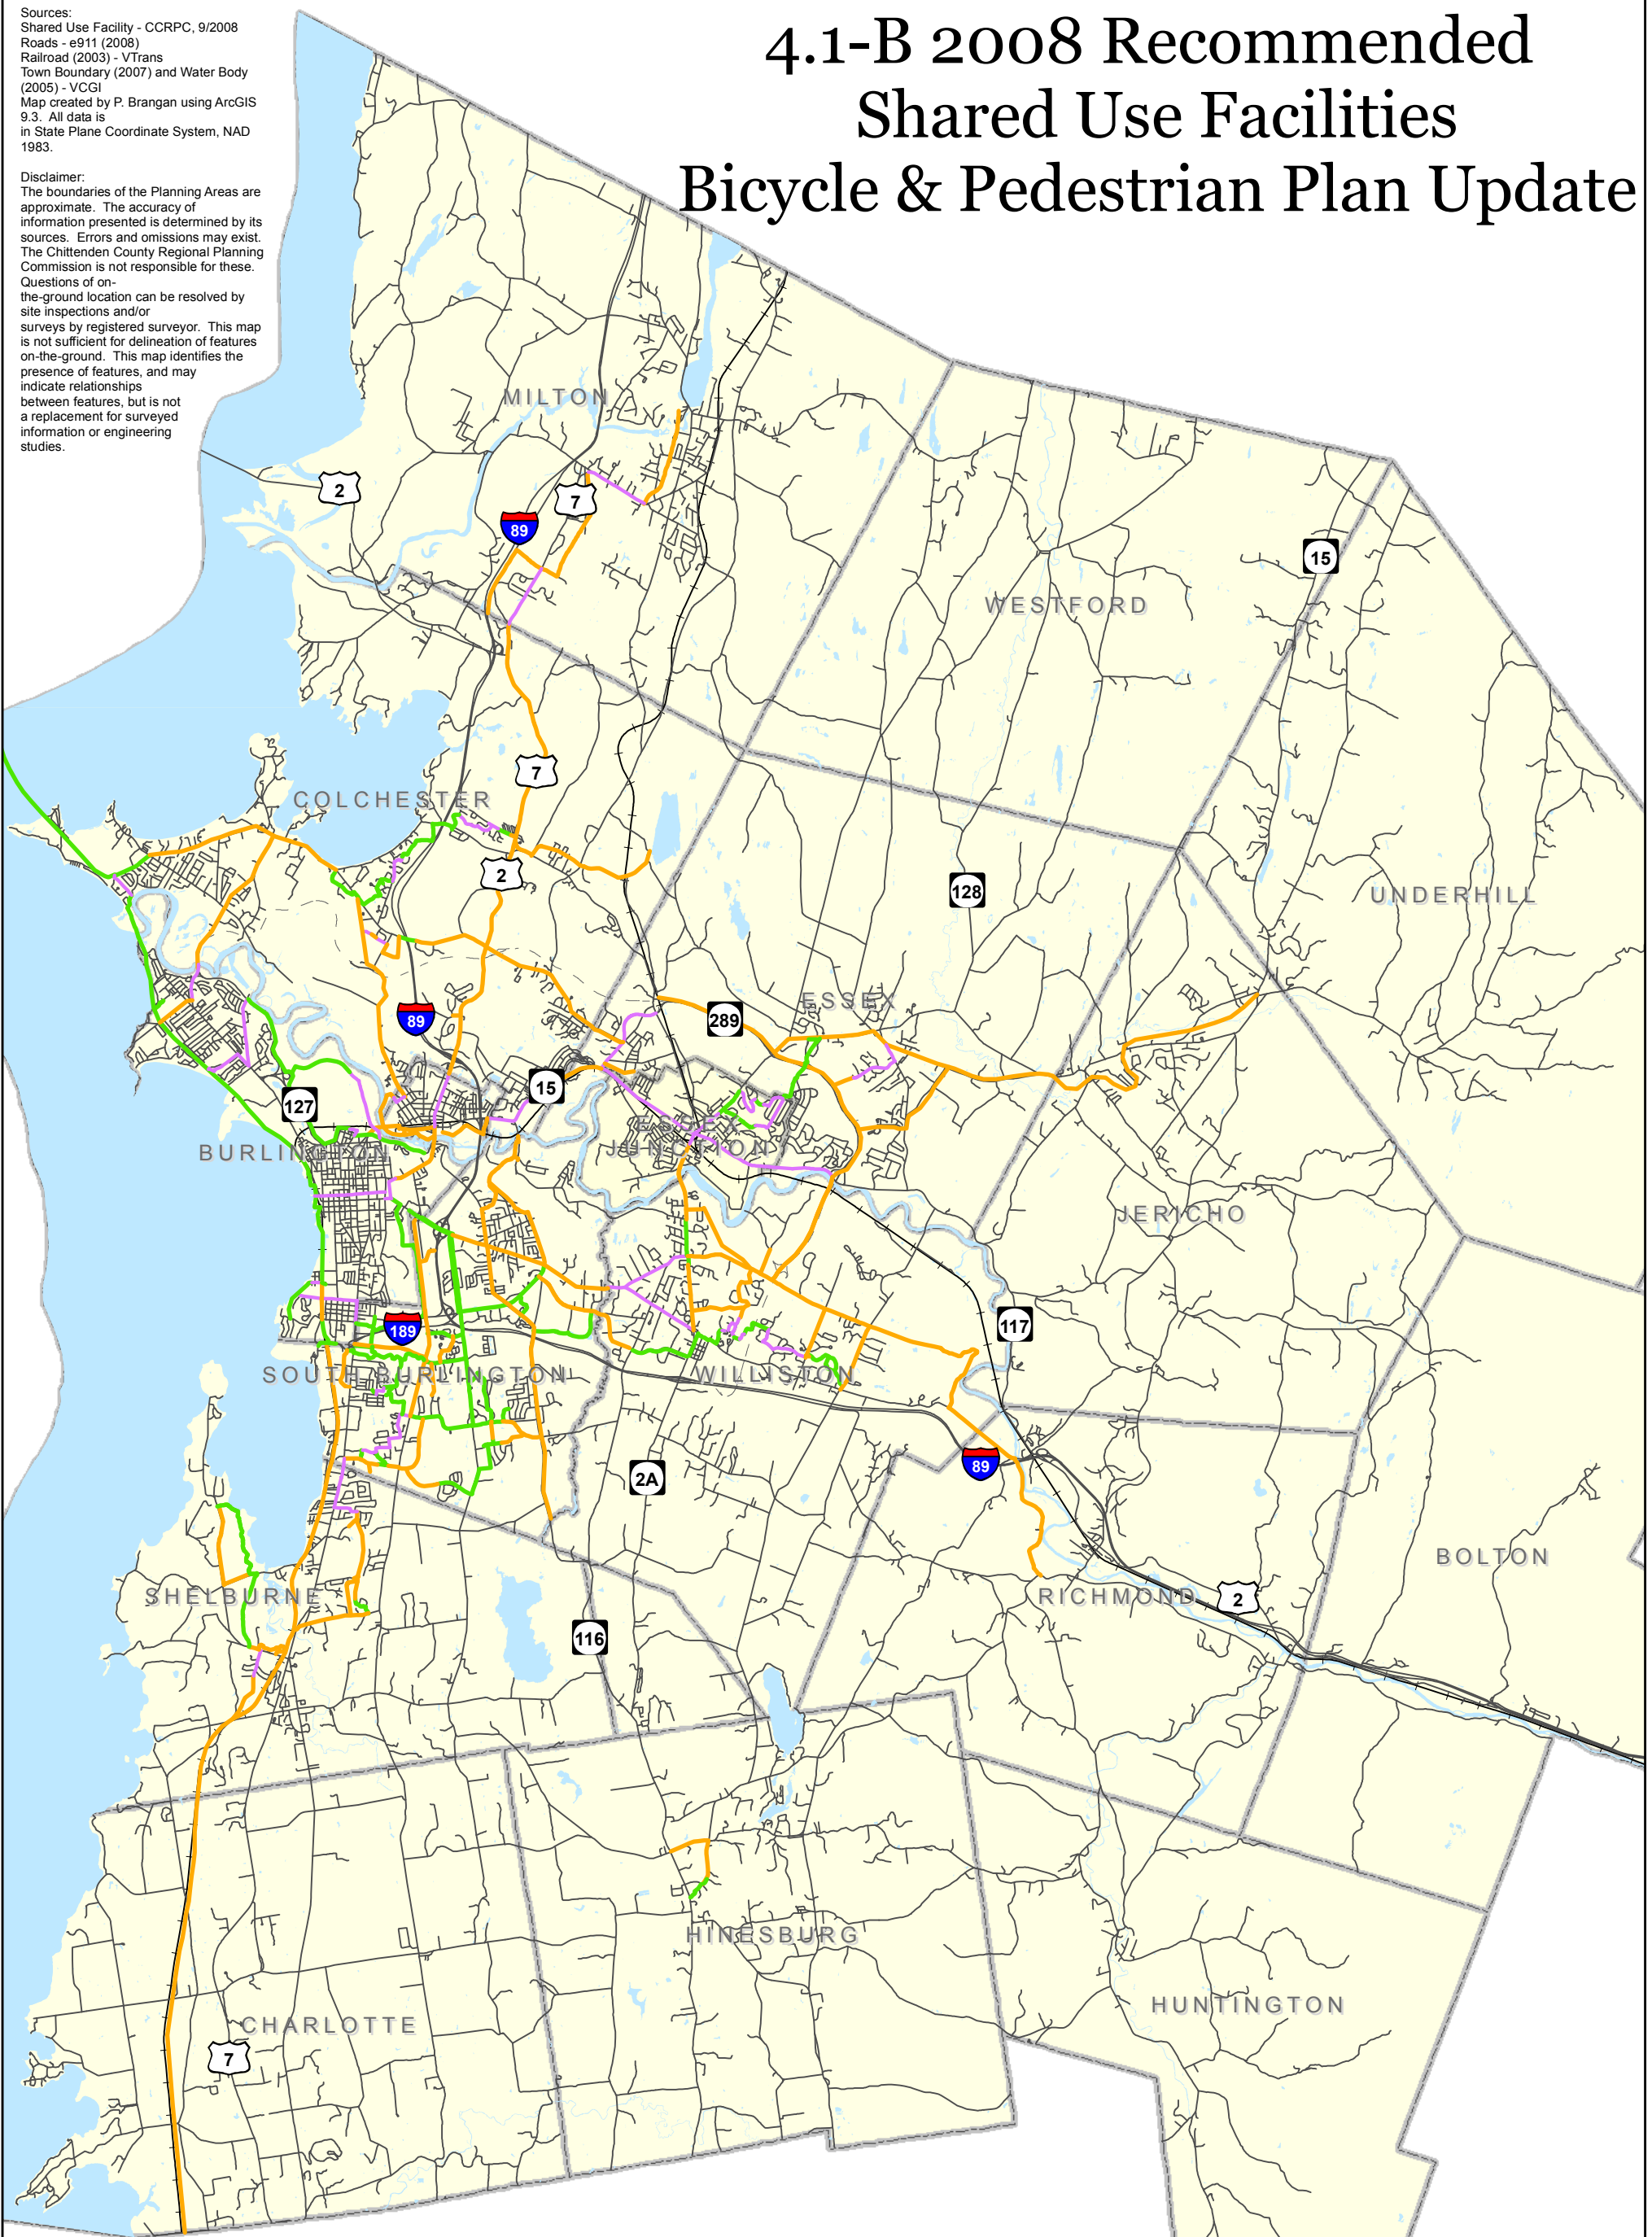 Sources:
Shared Use Facility - CCRPC, 9/2008
Roads - e911 (2008)
Railroad (2003) - VTrans
Town Boundary (2007) and Water Body
(2005) - VCGI
Map created by P. Brangan using ArcGIS
9.3.  All data is
in State Plane Coordinate System, NAD
1983.
Disclaimer:
The boundaries of the Planning Areas are
approximate.  The accuracy of
information presented is determined by its
sources.  Errors and omissions may exist.
The Chittenden County Regional Planning
Commission is not responsible for these.
Questions of on-
the-ground location can be resolved by
site inspections and/or
surveys by registered surveyor.  This map
is not sufficient for delineation of features
on-the-ground.  This map identifies the
presence of features, and may
indicate relationships
between features, but is not
a replacement for surveyed
information or engineering
studies.
4.1-B 2008 Recommended
Shared Use Facilities
Bicycle & Pedestrian Plan Update
MILTON
2
7
89
15
WESTFORD
7
COLCHESTER
2
128
UNDERHILL
89
289
ESSEX
15
127
ESSEX
JUNCTION
BURLINGTON
JERICHO
189
117
SOUTH BURLINGTON
WILLISTON
89
2A
BOLTON
SHELBURNE
RICHMOND
2
116
HINESBURG
HUNTINGTON
CHARLOTTE
7